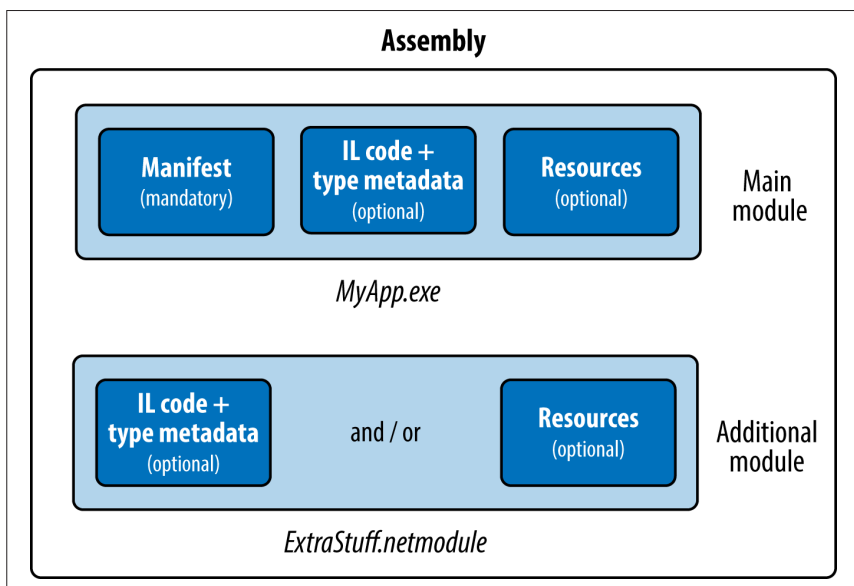 Assembly
Manifest
(mandatory)
IL code +
type metadata
(optional)
Resources
(optional)
Main
module
MyApp.exe
IL code +
type metadata
(optional)
and / or
Resources
(optional)
Additional
module
ExtraStuff.netmodule